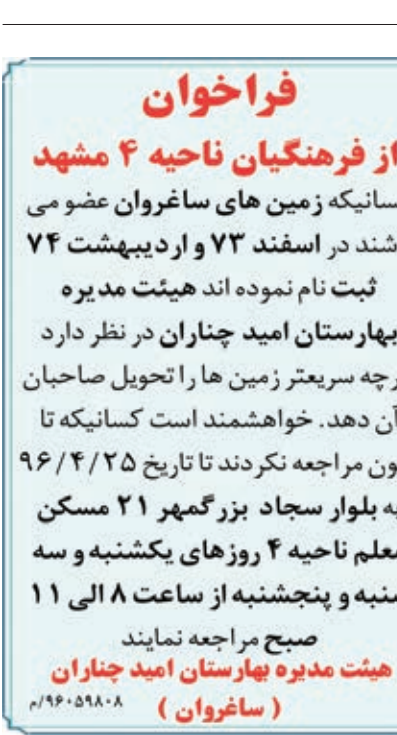 فراخوان
از فرهنگیان ناحیه ۴ مشهد
سانیکه زمین های ساغروان عضو می
شند در اسفند ۷۳ و اردیبهشت ۷۴
ثبت نام نموده اند هیئت مدیره
بهارستان امید چناران در نظر دارد
رچه سریعتر زمین ها را تحویل صاحبان
آن دهد. خواهشمند است کسانیکه تا
ون مراجعه نکردند تا تاریخ ۹۶/۴/۲۵
به بلوار سجاد بزرگمهر ۲۱ مسکن
معلم ناحیه ۴ روزهای یکشنبه و سه
شنبه و پنجشنبه از ساعت ۸ الی ۱۱
صبح مراجعه نمایند
هیئت مدیره بهارستان امید چناران
( ساغروان )
۹۶۰۵۹۸۰۸/م